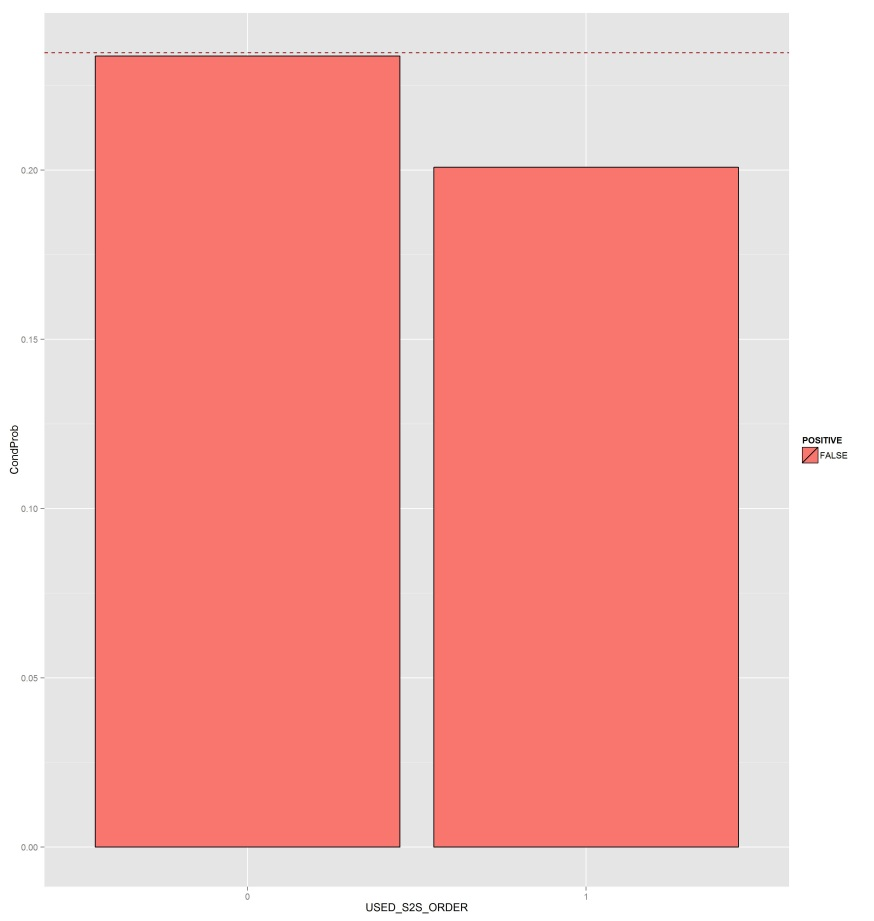 CondProb
0.20
0.15
0.10
0.05
0.00
0
1
USED_S2S_ORDER
POSITIVE
FALSE